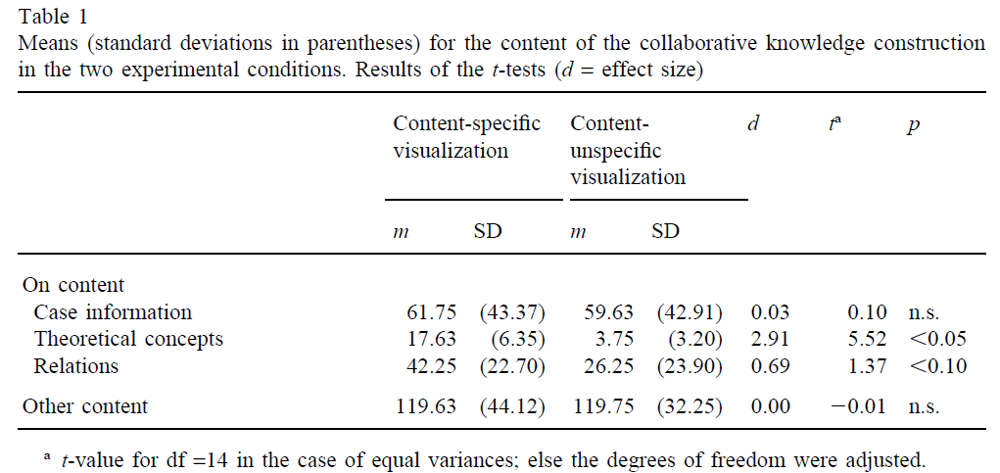 Table 1
Means (standard deviations in parentheses) for the content of the collaborative knowledge construction
in the two experimental conditions. Results of the t-tests (d = effect size)
Content-specific visualization Content-unspecific visualization d tᵃ p
m SD m SD
On content
Case information 61.75 (43.37) 59.63 (42.91) 0.03 0.10 n.s.
Theoretical concepts 17.63 (6.35) 3.75 (3.20) 2.91 5.52 <0.05
Relations 42.25 (22.70) 26.25 (23.90) 0.69 1.37 <0.10
Other content 119.63 (44.12) 119.75 (32.25) 0.00 −0.01 n.s.
ᵃ t-value for df =14 in the case of equal variances; else the degrees of freedom were adjusted.